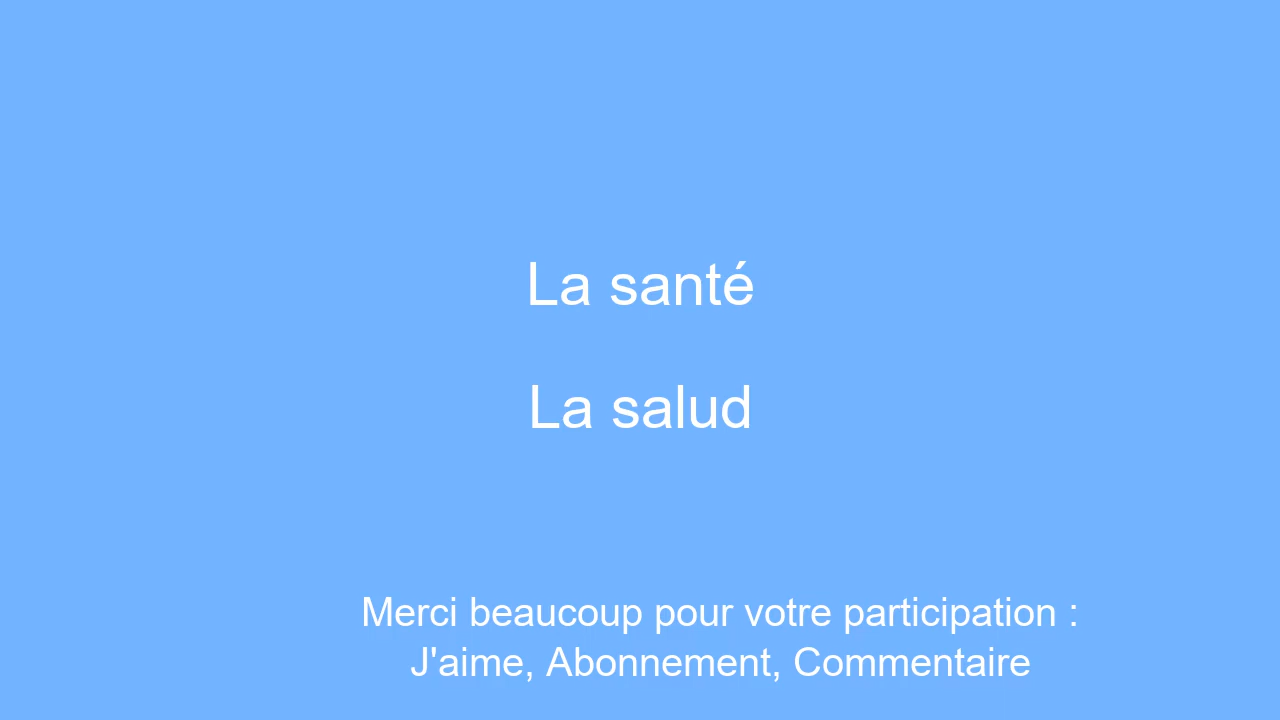 La santé
La salud
Merci beaucoup pour votre participation :
J'aime, Abonnement, Commentaire